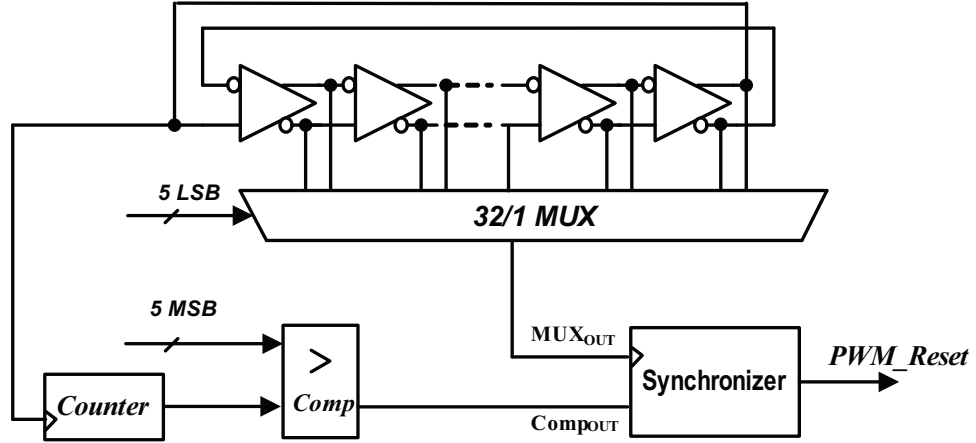 5 LSB
32/1 MUX
5 MSB
MUXOUT
PWM_Reset
>
Synchronizer
Counter
Comp
CompOUT